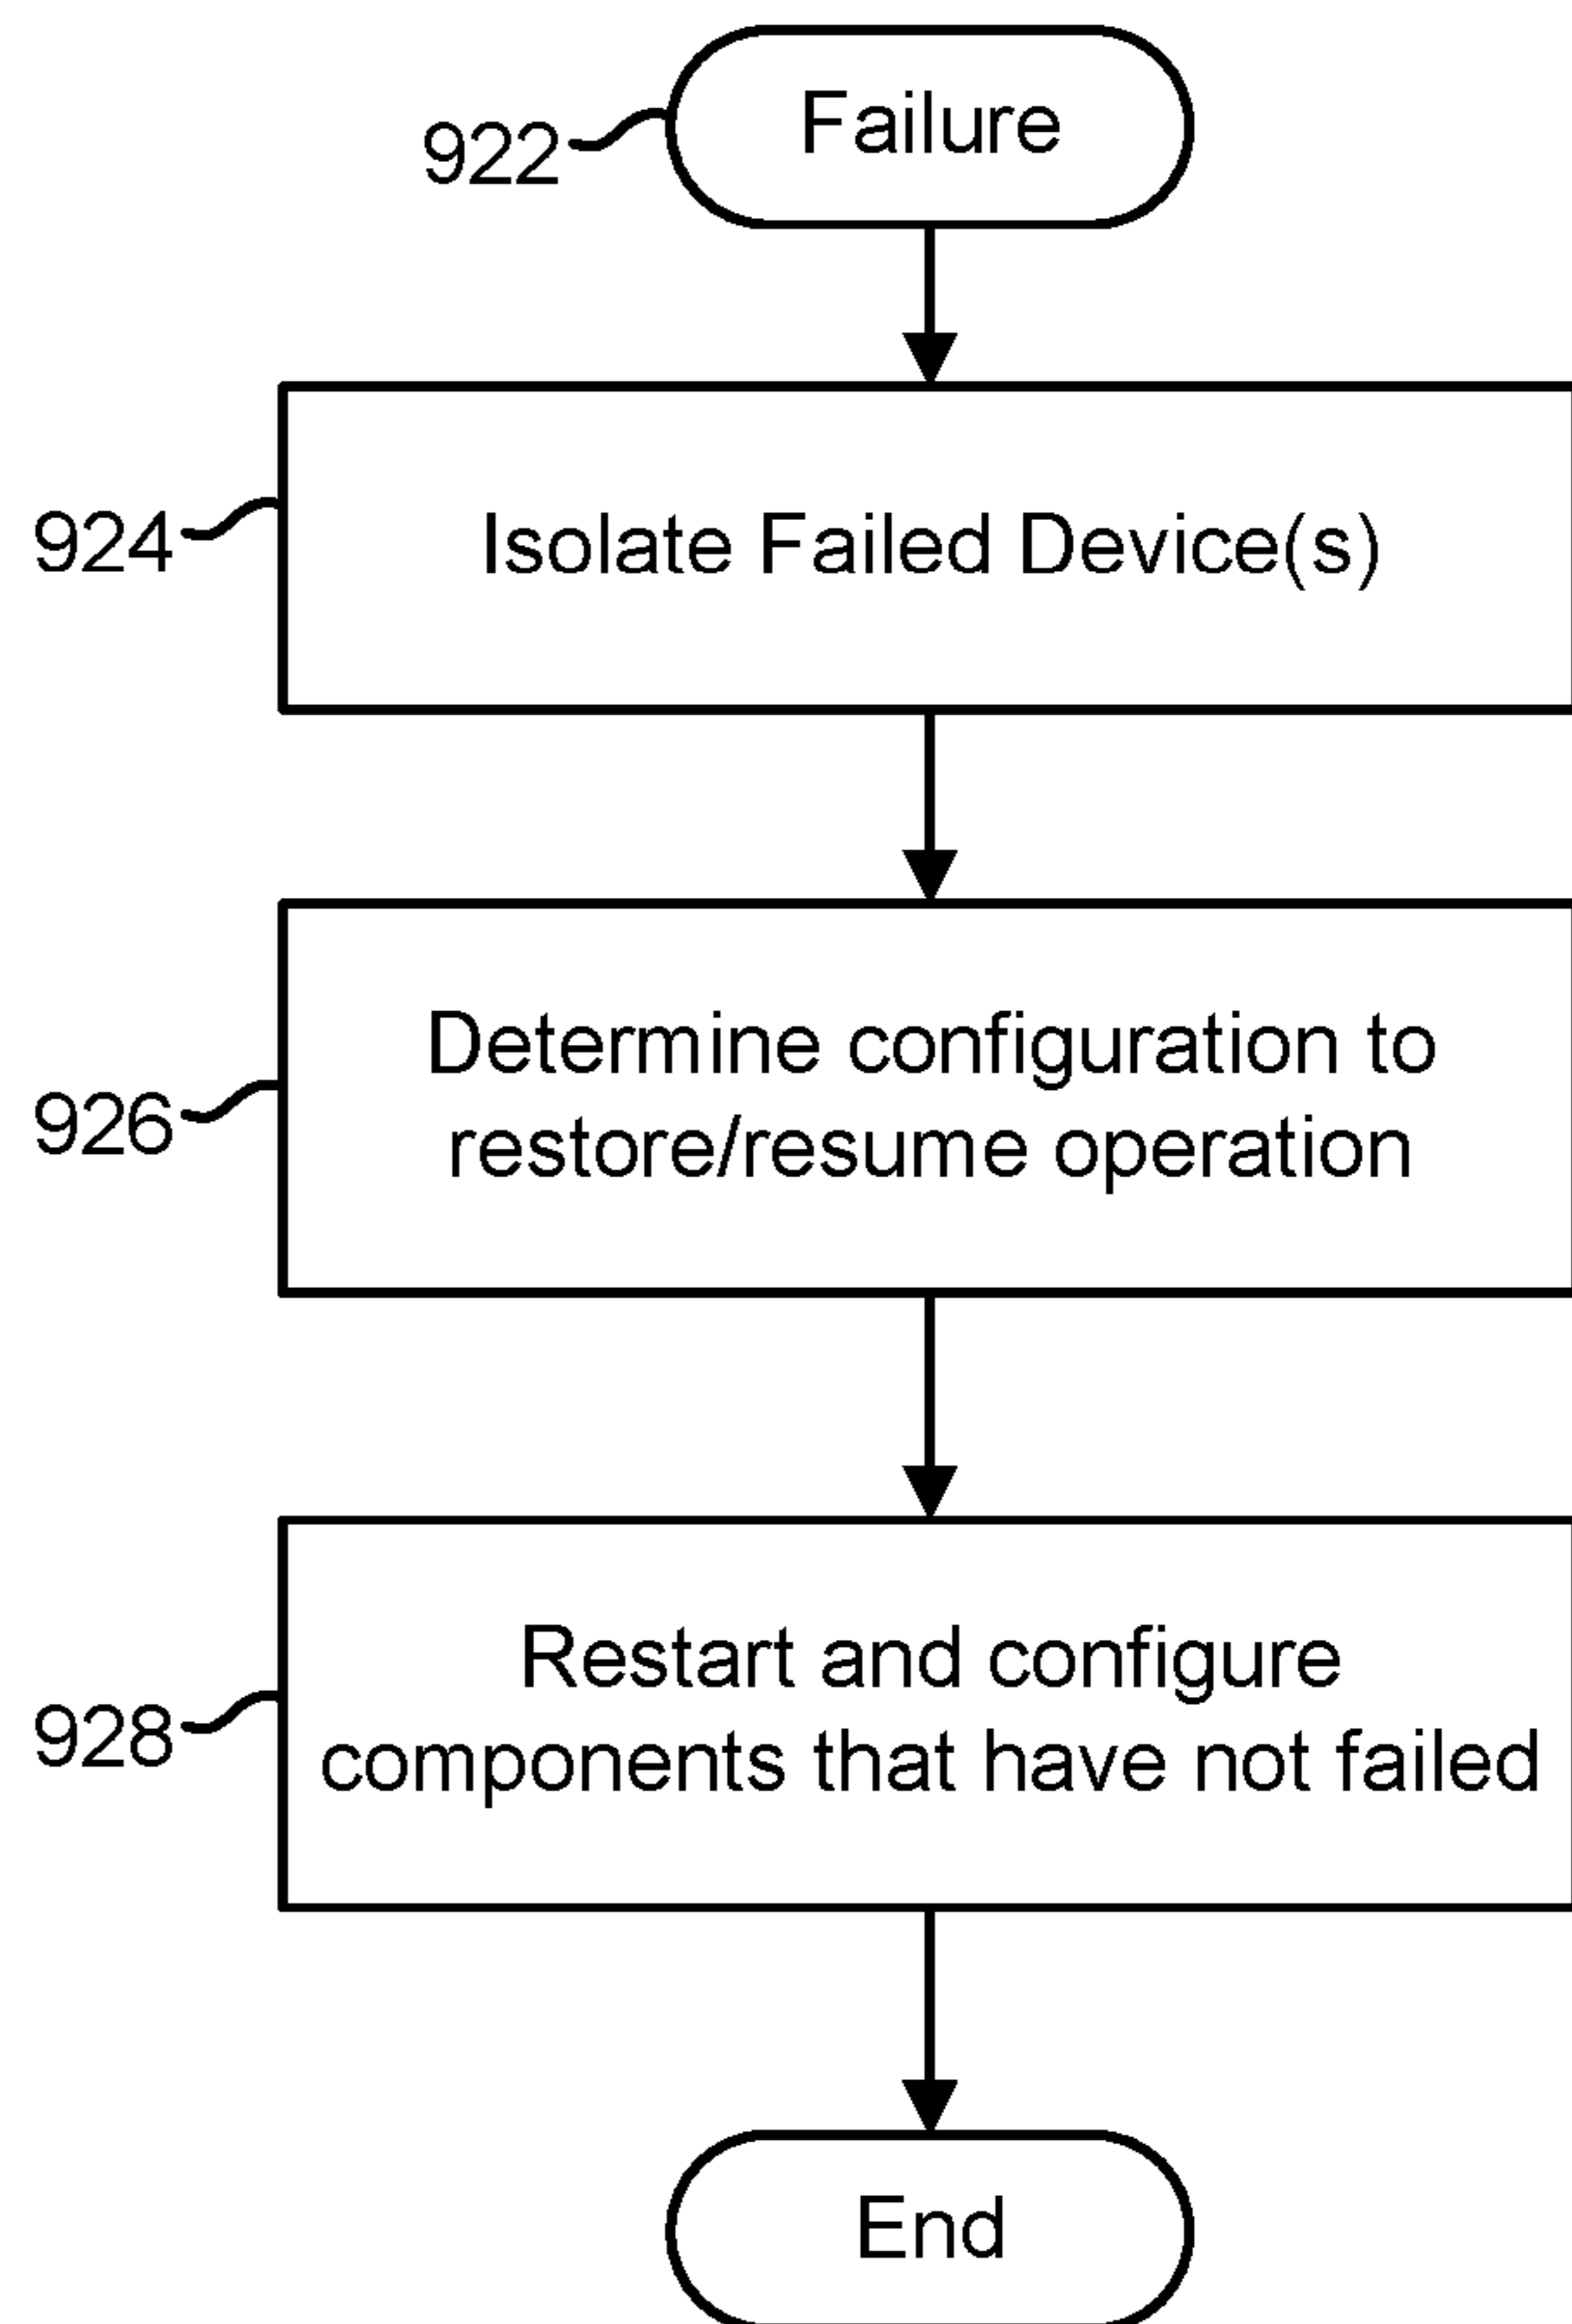 Failure
922
924
Isolate Failed Device(s)
926
Determine configuration to
restore/resume operation
928
Restart and configure
components that have not failed
End